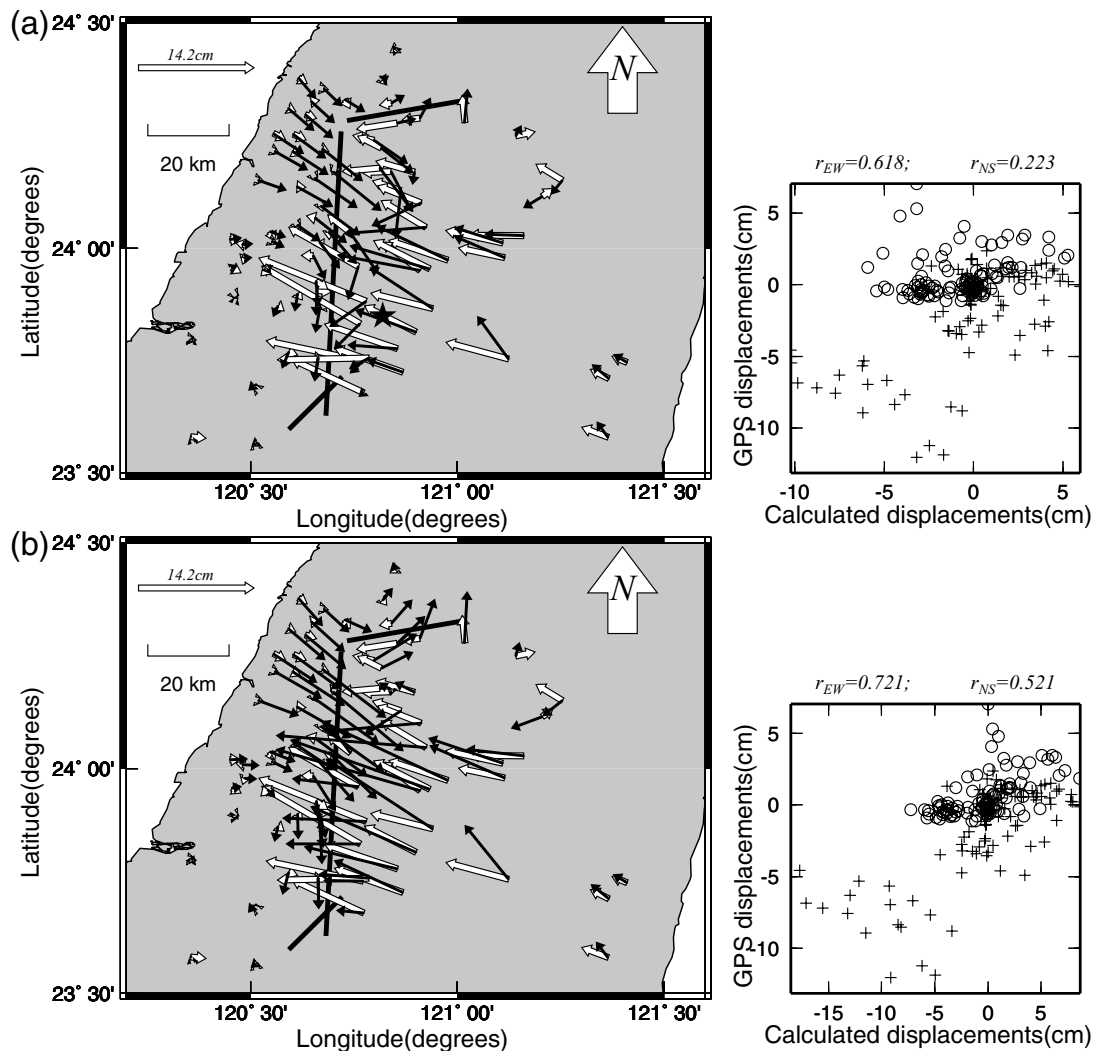 (a)
24˚ 30'
24˚ 00'
23˚ 30'
Latitude(degrees)
14.2cm
20 km
N
120˚ 30'
121˚ 00'
121˚ 30'
Longitude(degrees)
rEW=0.618; rNS=0.223
5
0
-5
-10
GPS displacements(cm)
-10 -5 0 5
Calculated displacements(cm)
(b)
24˚ 30'
24˚ 00'
23˚ 30'
Latitude(degrees)
14.2cm
20 km
N
120˚ 30'
121˚ 00'
121˚ 30'
Longitude(degrees)
rEW=0.721; rNS=0.521
5
0
-5
-10
GPS displacements(cm)
-15 -10 -5 0 5
Calculated displacements(cm)